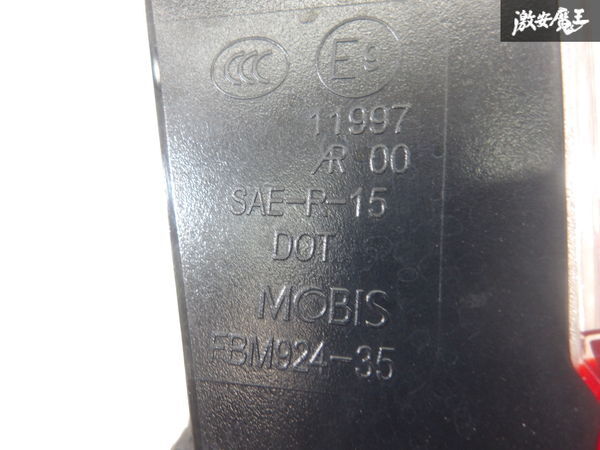 激安魔王
CCC E9
11997
AR 00
SAE-R-15
DOT
MOBIS
FBM924-35